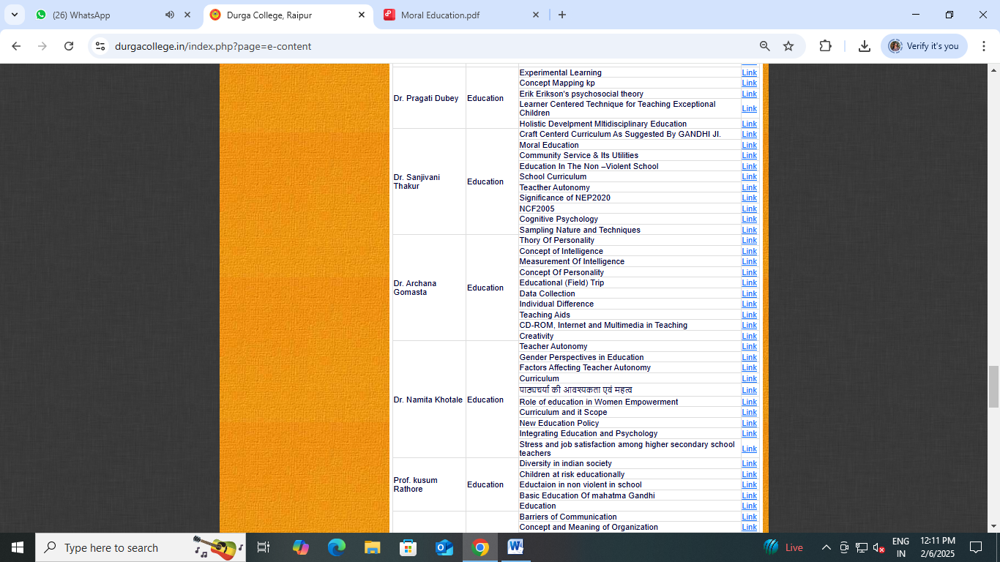 (26) WhatsApp
Durga College, Raipur
Moral Education.pdf
durgacollege.in/index.php?page=e-content
Verify it's you
Experimental Learning Link
Concept Mapping kp Link
Dr. Pragati Dubey Education
Erik Erikson's psychosocial theory Link
Learner Centered Technique for Teaching Exceptional
Children Link
Holistic Develpment Mltidisciplinary Education Link
Craft Centerd Curriculum As Suggested By GANDHI JI. Link
Moral Education Link
Community Service & Its Utilities Link
Education In The Non –Violent School Link
Dr. Sanjivani
Thakur
Education
School Curriculum Link
Teacther Autonomy Link
Significance of NEP2020 Link
NCF2005 Link
Cognitive Psychology Link
Sampling Nature and Techniques Link
Thory Of Personality Link
Concept of Intelligence Link
Measurement Of Intelligence Link
Concept Of Personality Link
Dr. Archana
Gomasta
Education
Educational (Field) Trip Link
Data Collection Link
Individual Difference Link
Teaching Aids Link
CD-ROM, Internet and Multimedia in Teaching Link
Creativity Link
Teacher Autonomy Link
Gender Perspectives in Education Link
Factors Affecting Teacher Autonomy Link
Curriculum Link
पाठ्यचर्या की आवश्यकता एवं महत्व Link
Dr. Namita Khotale Education
Role of education in Women Empowerment Link
Curriculum and it Scope Link
New Education Policy Link
Integrating Education and Psychology Link
Stress and job satisfaction among higher secondary school
teachers Link
Diversity in indian society Link
Children at risk educationally Link
Prof. kusum
Rathore
Education
Eductaion in non violent in school Link
Basic Education Of mahatma Gandhi Link
Education Link
Barriers of Communication Link
Concept and Meaning of Organization Link
Type here to search
Live
ENG
IN
12:11 PM
2/6/2025